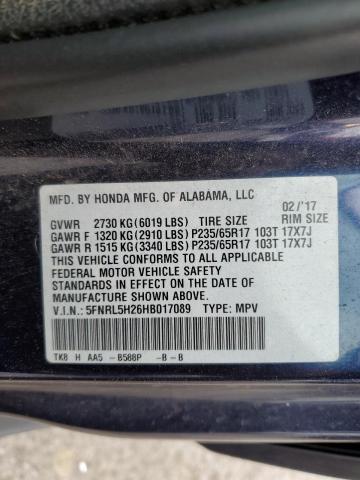 MFD. BY HONDA MFG. OF ALABAMA, LLC 02/'17
GVWR 2730 KG(6019 LBS) TIRE SIZE RIM SIZE
GAWR F 1320 KG(2910 LBS)P235/65R17 103T 17X7J
GAWR R 1515 KG(3340 LBS)P235/65R17 103T 17X7J
THIS VEHICLE CONFORMS TO ALL APPLICABLE
FEDERAL MOTOR VEHICLE SAFETY
STANDARDS IN EFFECT ON THE DATE OF
MANUFACTURE SHOWN ABOVE.
V.I.N.: 5FNRL5H26HB017089 TYPE: MPV
TK8 H AA5 -B588P -B-B